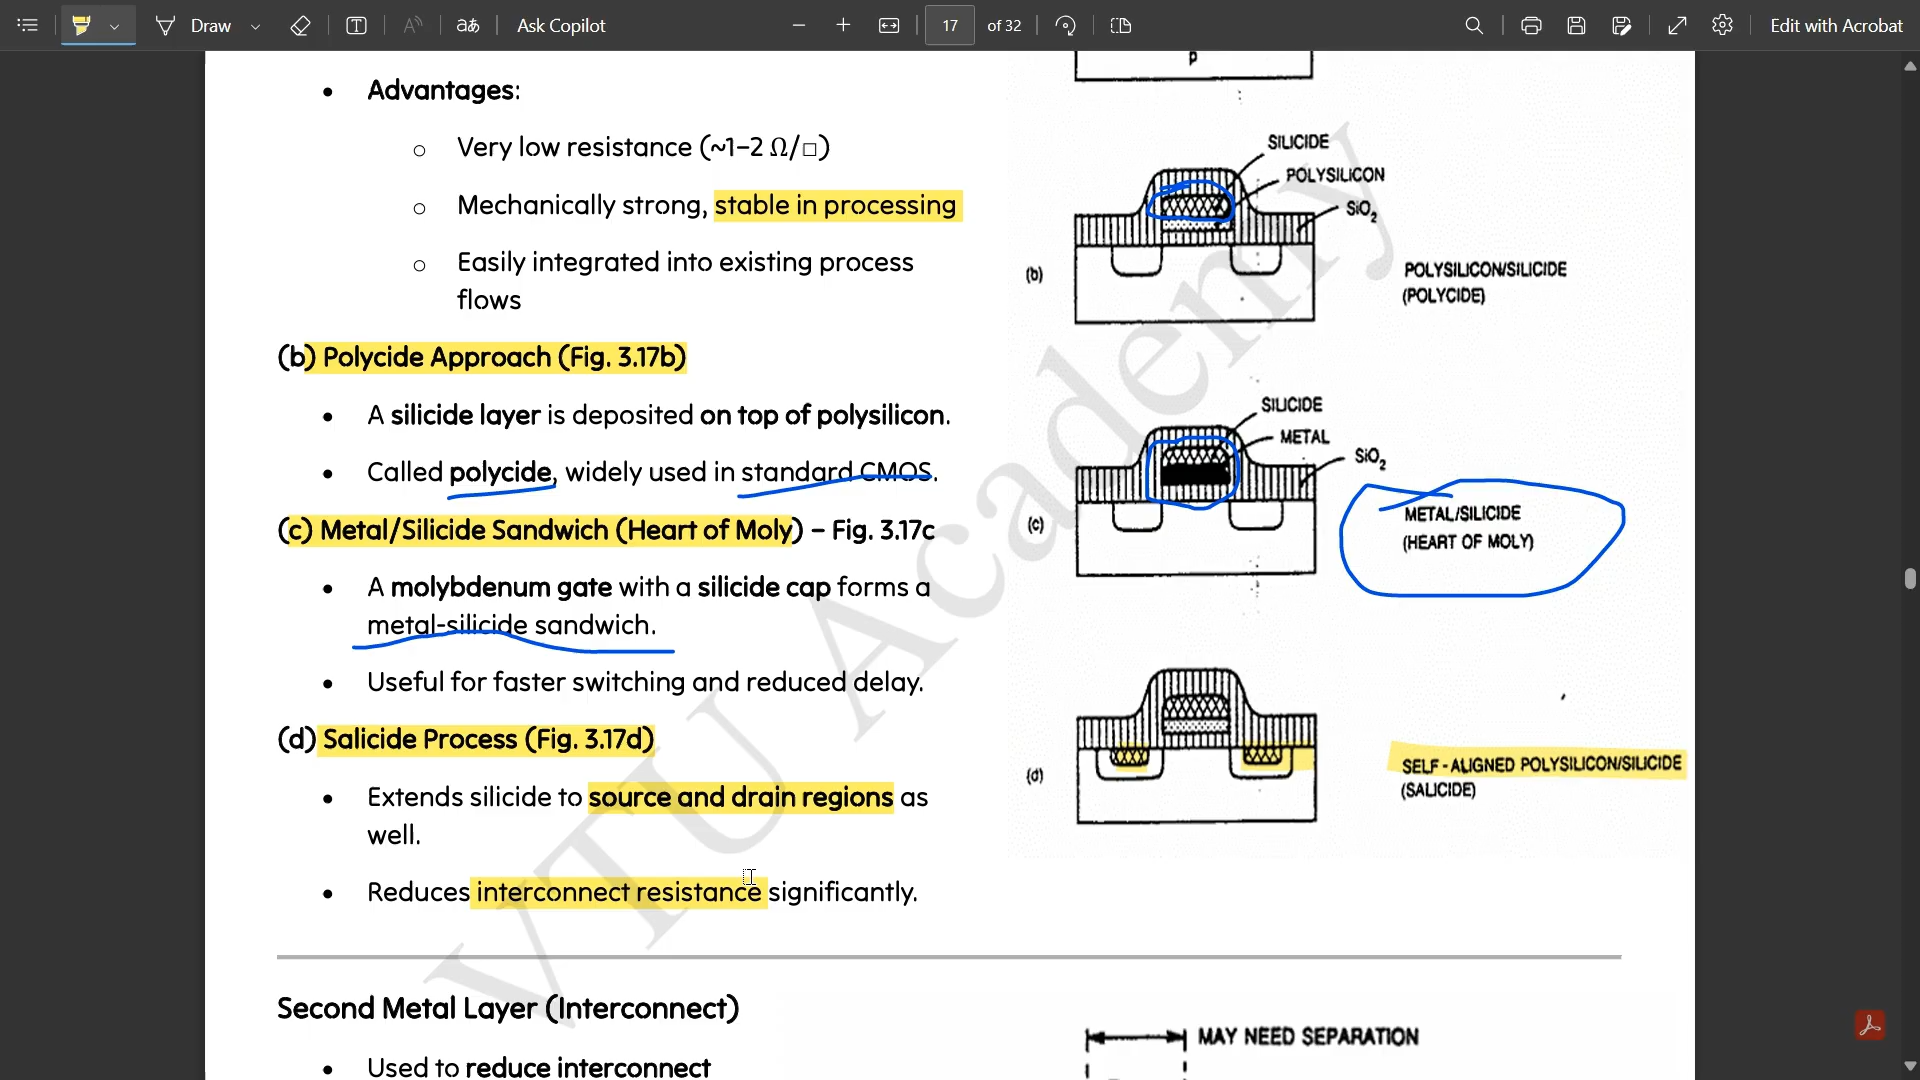 Draw
aあ
Ask Copilot
17 of 32
Edit with Acrobat
• Advantages:
o Very low resistance (~1–2 Ω/□)
o Mechanically strong, stable in processing
o Easily integrated into existing process
flows
(b) Polycide Approach (Fig. 3.17b)
• A silicide layer is deposited on top of polysilicon.
• Called polycide, widely used in standard CMOS.
(c) Metal/Silicide Sandwich (Heart of Moly) – Fig. 3.17c
• A molybdenum gate with a silicide cap forms a
metal-silicide sandwich.
• Useful for faster switching and reduced delay.
(d) Salicide Process (Fig. 3.17d)
• Extends silicide to source and drain regions as
well.
• Reduces interconnect resistance significantly.
Second Metal Layer (Interconnect)
• Used to reduce interconnect
p
SILICIDE
POLYSILICON
SiO2
(b)
POLYSILICON/SILICIDE
(POLYCIDE)
SILICIDE
METAL
SiO2
(c)
METAL/SILICIDE
(HEART OF MOLY)
(d)
SELF-ALIGNED POLYSILICON/SILICIDE
(SALICIDE)
MAY NEED SEPARATION
VTU Academy